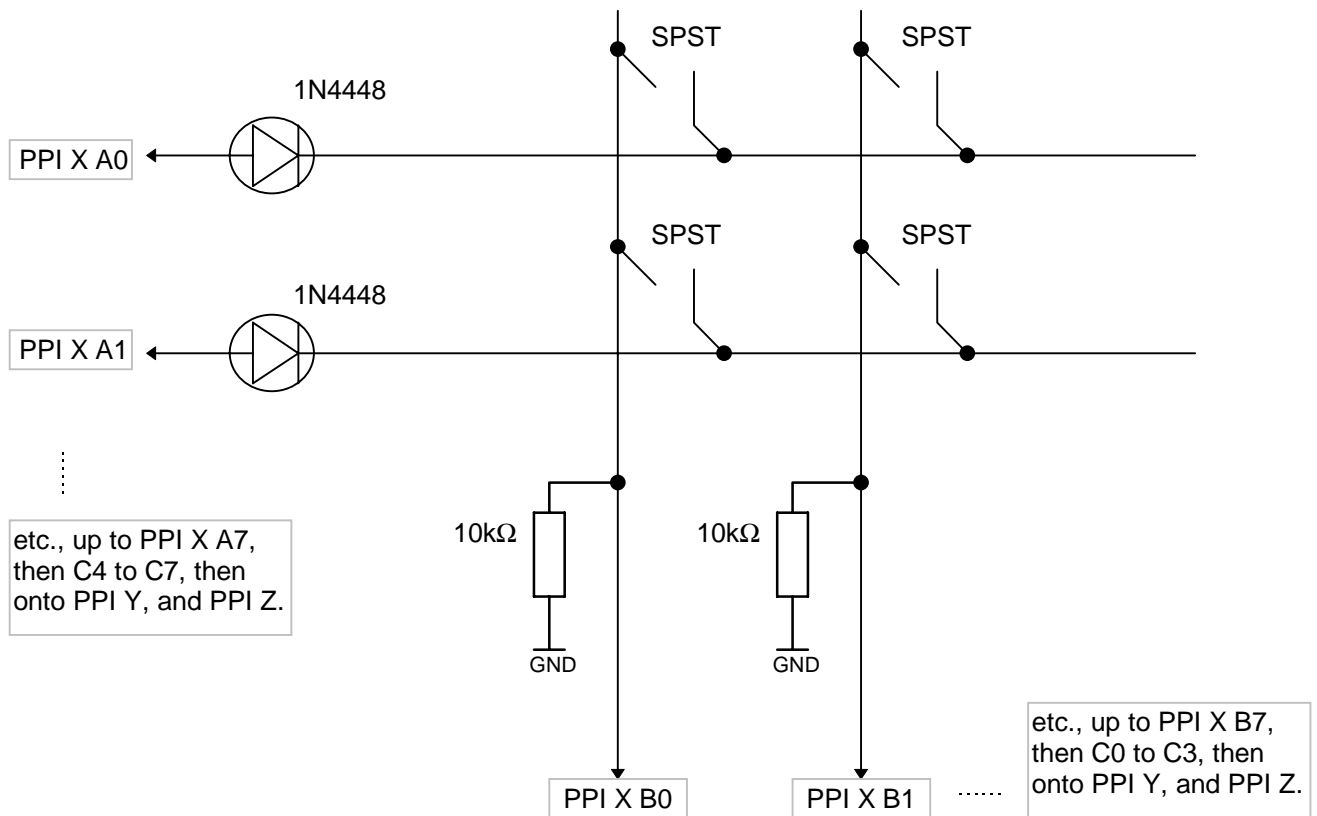 SPST
SPST
1N4448
PPI X A0
SPST
SPST
1N4448
PPI X A1
10kΩ
10kΩ
etc., up to PPI X A7,
then C4 to C7, then
onto PPI Y, and PPI Z.
GND
GND
etc., up to PPI X B7,
then C0 to C3, then
onto PPI Y, and PPI Z.
PPI X B0
PPI X B1